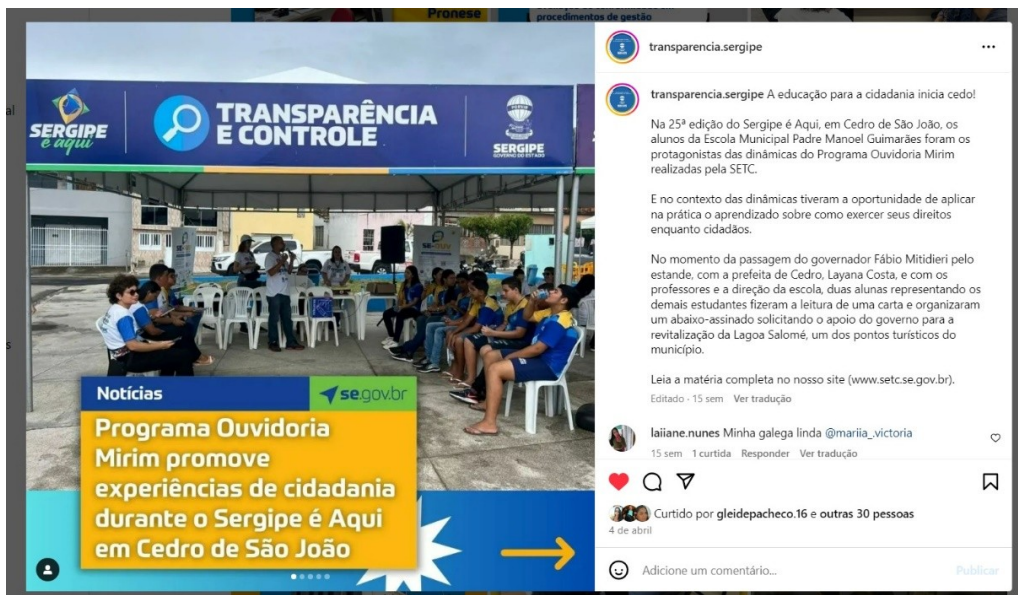 Pronese
procedimentos de gestão
SERGIPE
é aqui
TRANSPARÊNCIA
E CONTROLE
SERGIPE
GOVERNO DO ESTADO
SE-OUV
Notícias
se.gov.br
Programa Ouvidoria
Mirim promove
experiências de cidadania
durante o Sergipe é Aqui
em Cedro de São João
transparencia.sergipe
transparencia.sergipe A educação para a cidadania inicia cedo!
Na 25ª edição do Sergipe é Aqui, em Cedro de São João, os
alunos da Escola Municipal Padre Manoel Guimarães foram os
protagonistas das dinâmicas do Programa Ouvidoria Mirim
realizadas pela SETC.
E no contexto das dinâmicas tiveram a oportunidade de aplicar
na prática o aprendizado sobre como exercer seus direitos
enquanto cidadãos.
No momento da passagem do governador Fábio Mitidieri pelo
estande, com a prefeita de Cedro, Layana Costa, e com os
professores e a direção da escola, duas alunas representando os
demais estudantes fizeram a leitura de uma carta e organizaram
um abaixo-assinado solicitando o apoio do governo para a
revitalização da Lagoa Salomé, um dos pontos turísticos do
município.
Leia a matéria completa no nosso site (www.setc.se.gov.br).
Editado · 15 sem Ver tradução
laiiane.nunes Minha galega linda @mariia_.victoria
15 sem 1 curtida Responder Ver tradução
Curtido por gleidepacheco.16 e outras 30 pessoas
4 de abril
Adicione um comentário...
Publicar